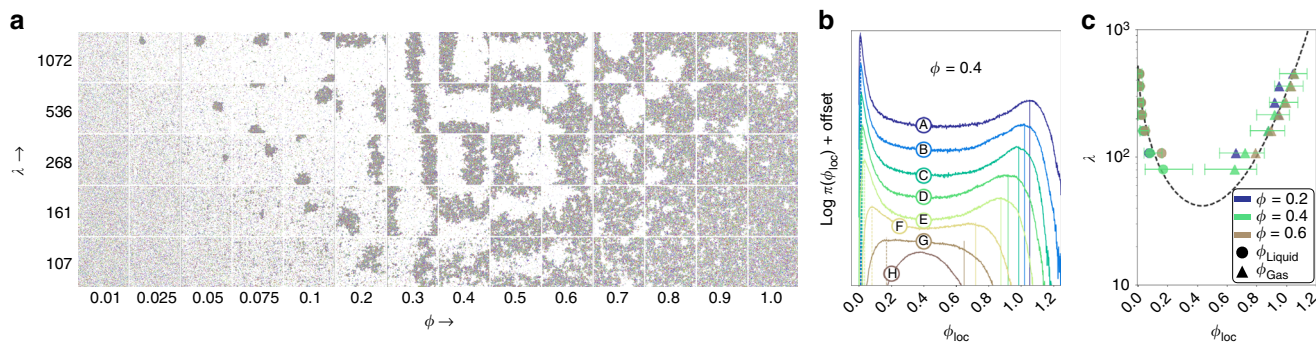 a
1072
536
268
161
107
λ →
0.01 0.025 0.05 0.075 0.1 0.2 0.3 0.4 0.5 0.6 0.7 0.8 0.9 1.0
ϕ →
b
ϕ = 0.4
Log π(ϕloc) + offset
A
B
C
D
E
F
G
H
0.0 0.2 0.4 0.6 0.8 1.0 1.2
ϕloc
c
10³
10²
10
λ
ϕ = 0.2
ϕ = 0.4
ϕ = 0.6
ϕLiquid
ϕGas
0.0 0.2 0.4 0.6 0.8 1.0 1.2
ϕloc